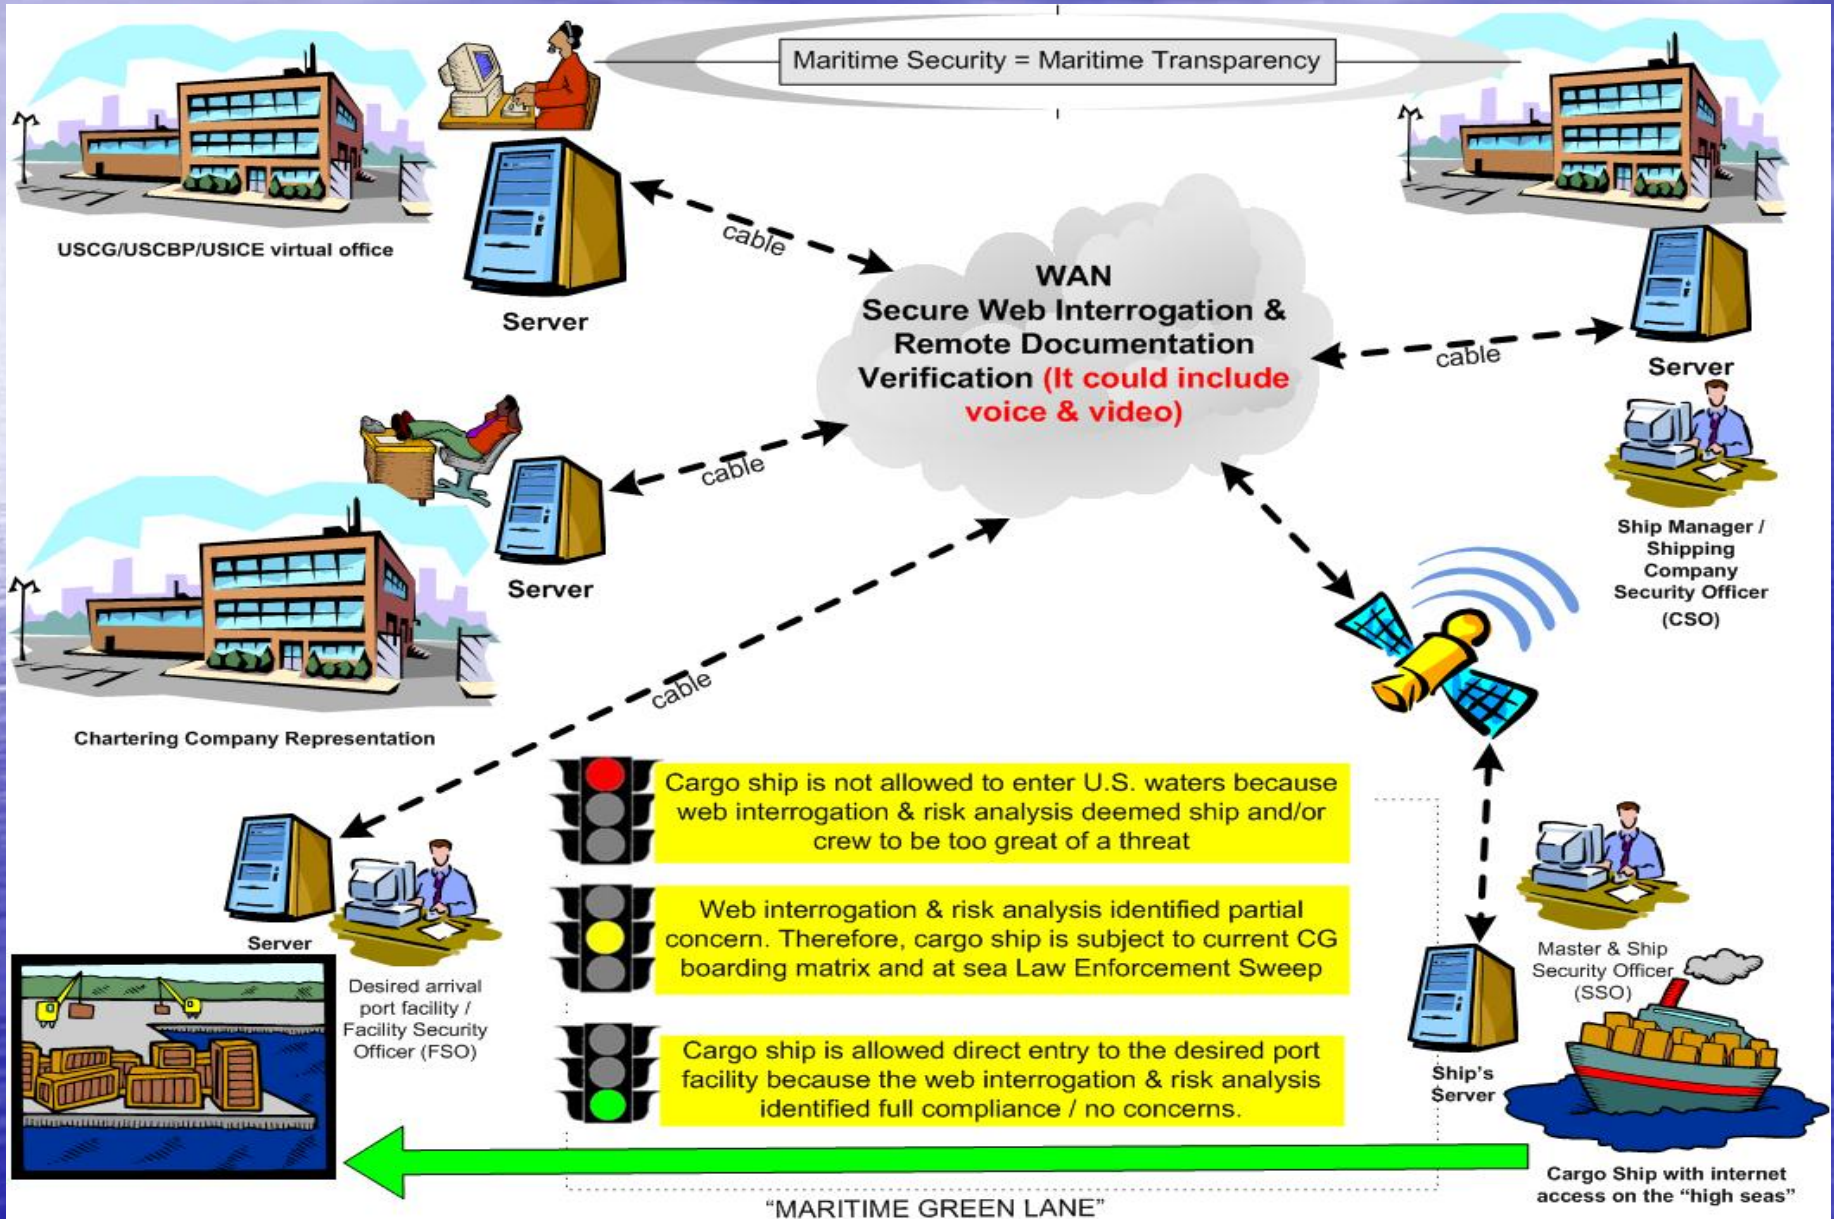 Maritime Security = Maritime Transparency
USCG/USCBP/USICE virtual office
Server
cable
WAN
Secure Web Interrogation &
Remote Documentation
Verification (It could include
voice & video)
cable
Server
Ship Manager /
Shipping
Company
Security Officer
(CSO)
cable
Server
Chartering Company Representation
cable
Server
Desired arrival
port facility /
Facility Security
Officer (FSO)
Cargo ship is not allowed to enter U.S. waters because
web interrogation & risk analysis deemed ship and/or
crew to be too great of a threat
Web interrogation & risk analysis identified partial
concern. Therefore, cargo ship is subject to current CG
boarding matrix and at sea Law Enforcement Sweep
Cargo ship is allowed direct entry to the desired port
facility because the web interrogation & risk analysis
identified full compliance / no concerns.
Master & Ship
Security Officer
(SSO)
Ship's
Server
Cargo Ship with internet
access on the “high seas”
“MARITIME GREEN LANE”